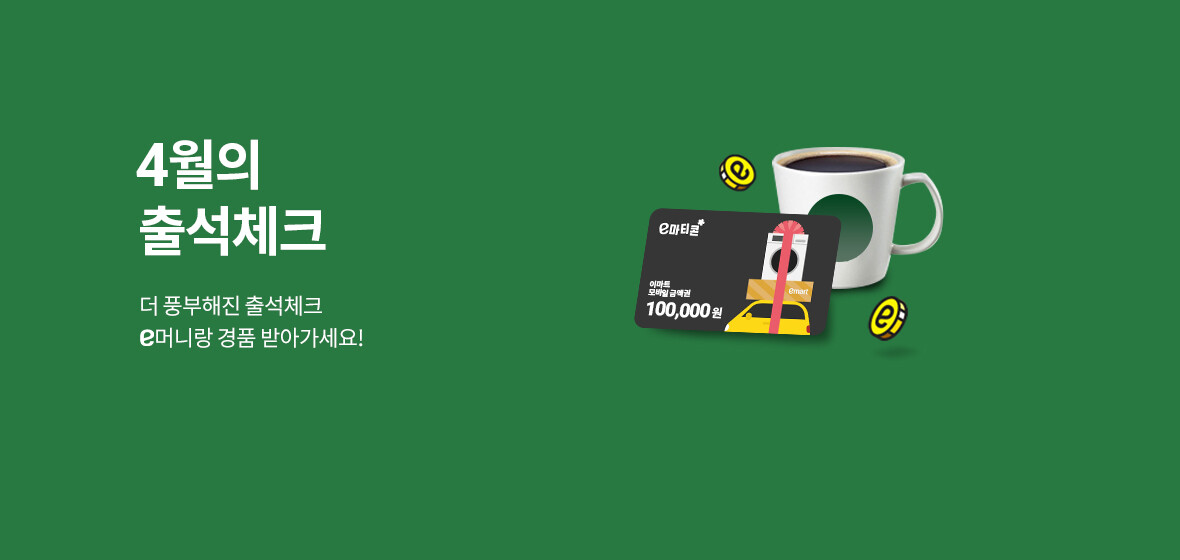 4월의
출석체크
더 풍부해진 출석체크
e머니랑 경품 받아가세요!
e마티콘
이마트
모바일 금액권
100,000원
emart
e
e